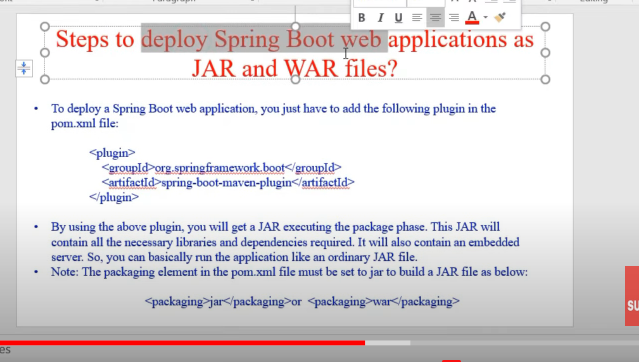 Editing
B I U A
Steps to deploy Spring Boot web applications as
JAR and WAR files?
• To deploy a Spring Boot web application, you just have to add the following plugin in the
pom.xml file:
<plugin>
<groupId>org.springframework.boot</groupId>
<artifactId>spring-boot-maven-plugin</artifactId>
</plugin>
• By using the above plugin, you will get a JAR executing the package phase. This JAR will
contain all the necessary libraries and dependencies required. It will also contain an embedded
server. So, you can basically run the application like an ordinary JAR file.
• Note: The packaging element in the pom.xml file must be set to jar to build a JAR file as below:
<packaging>jar</packaging>or <packaging>war</packaging>
SU
es